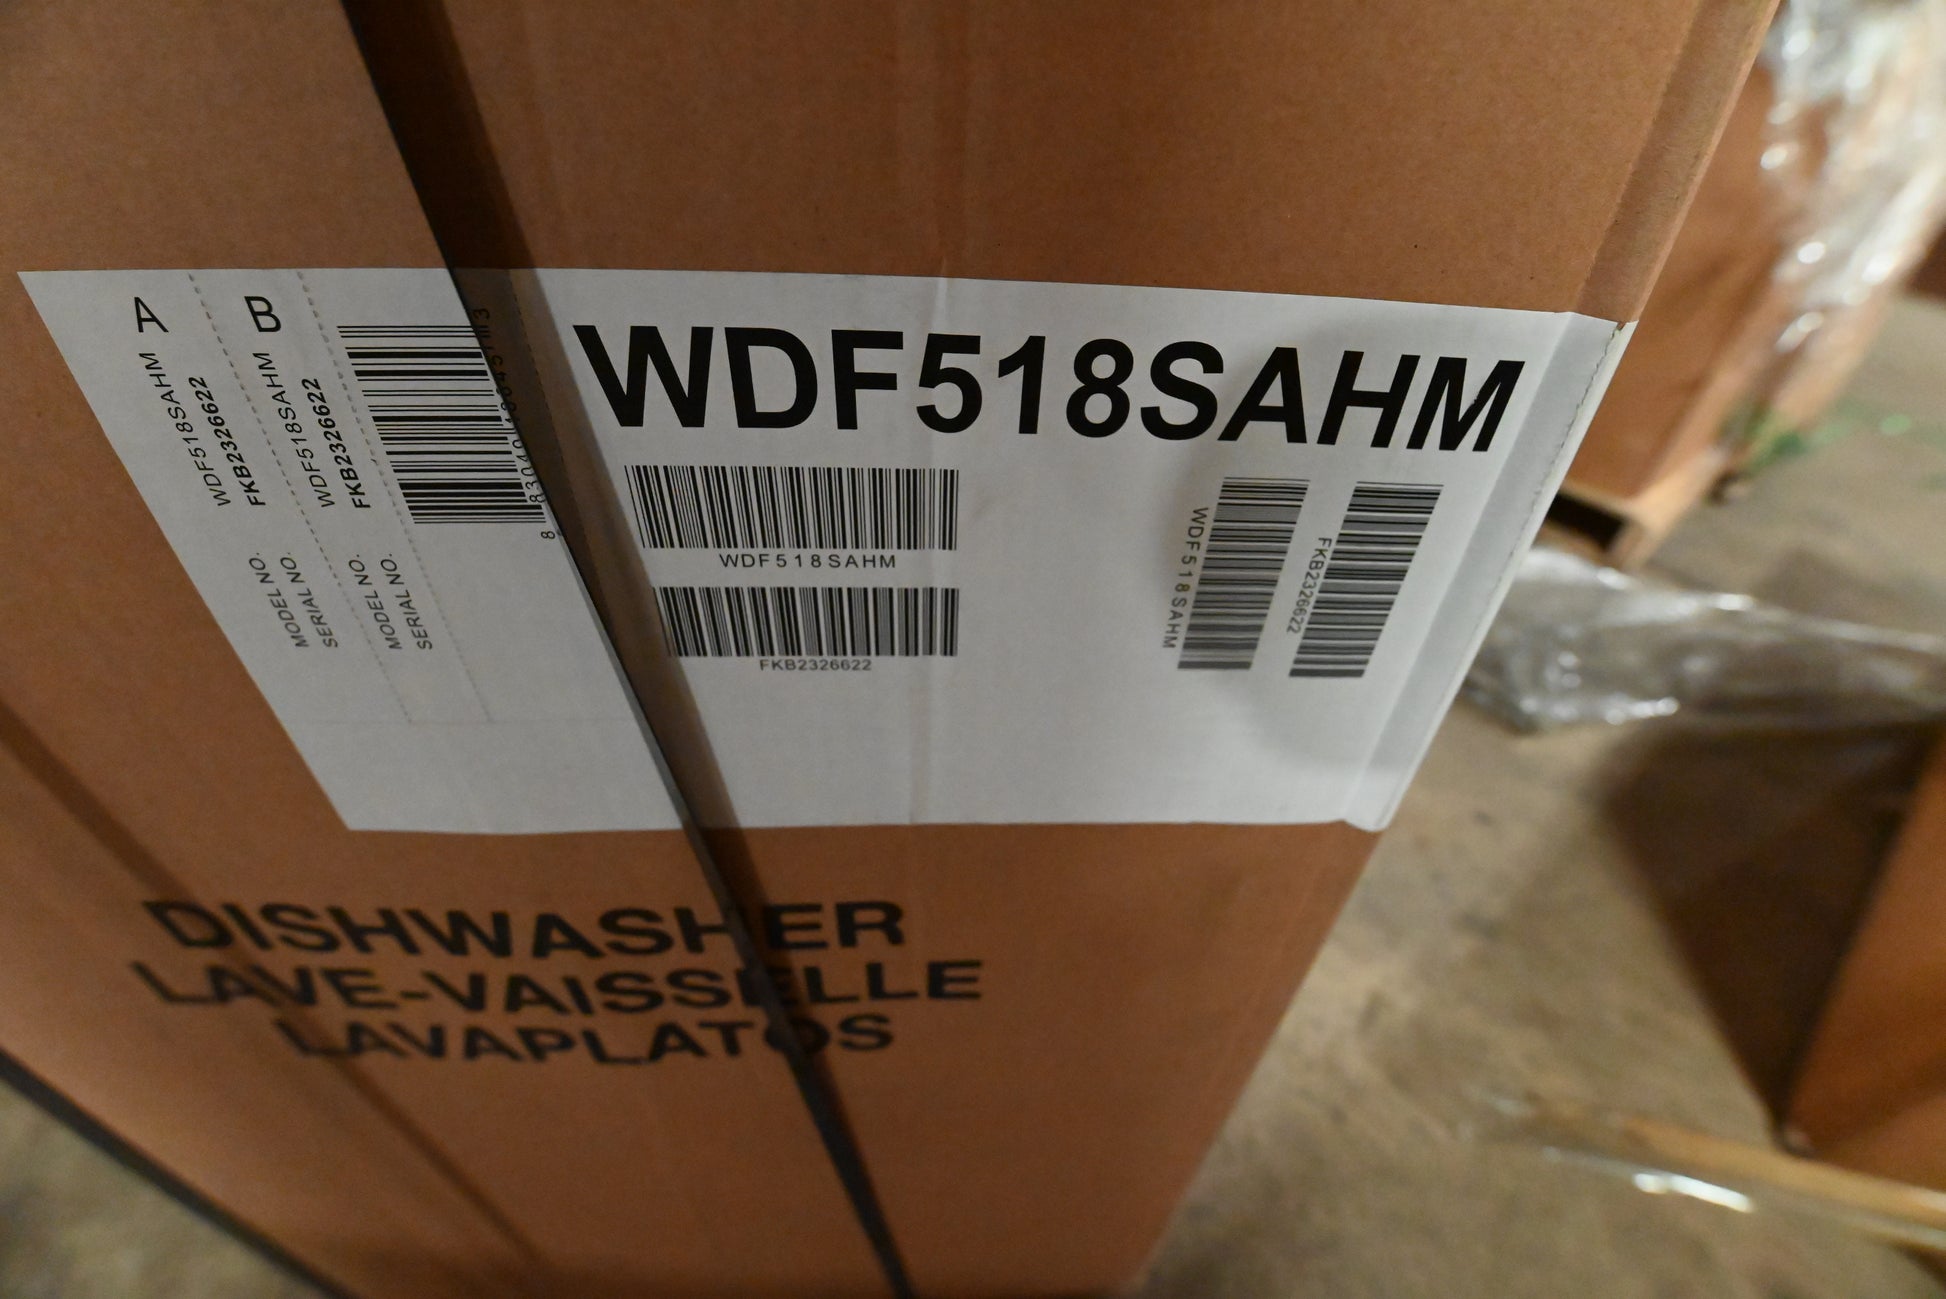 A
MODEL NO. WDF518SAHM
SERIAL NO. FKB2326622
B
MODEL NO. WDF518SAHM
SERIAL NO. FKB2326622
WDF518SAHM
WDF518SAHM
FKB2326622
WDF518SAHM
FKB2326622
DISHWASHER
LAVE-VAISSELLE
LAVAPLATOS